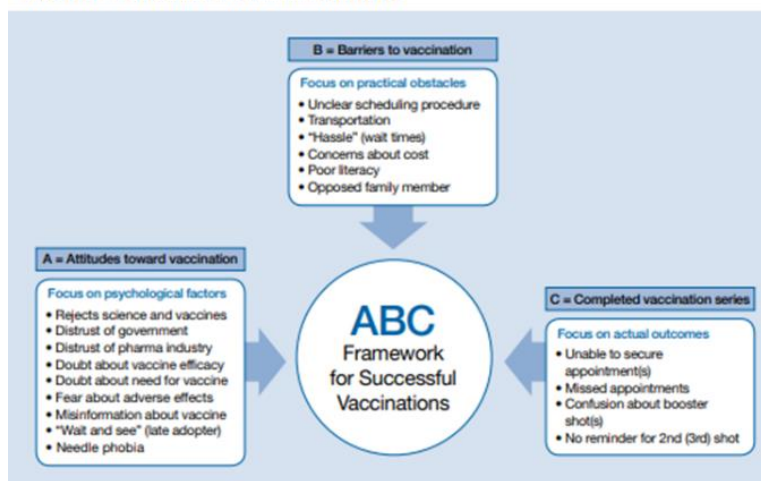 B = Barriers to vaccination
Focus on practical obstacles
• Unclear scheduling procedure
• Transportation
• "Hassle" (wait times)
• Concerns about cost
• Poor literacy
• Opposed family member
A = Attitudes toward vaccination
Focus on psychological factors
• Rejects science and vaccines
• Distrust of government
• Distrust of pharma industry
• Doubt about vaccine efficacy
• Doubt about need for vaccine
• Fear about adverse effects
• Misinformation about vaccine
• "Wait and see" (late adopter)
• Needle phobia
ABC
Framework
for Successful
Vaccinations
C = Completed vaccination series
Focus on actual outcomes
• Unable to secure
appointment(s)
• Missed appointments
• Confusion about booster
shot(s)
• No reminder for 2nd (3rd) shot